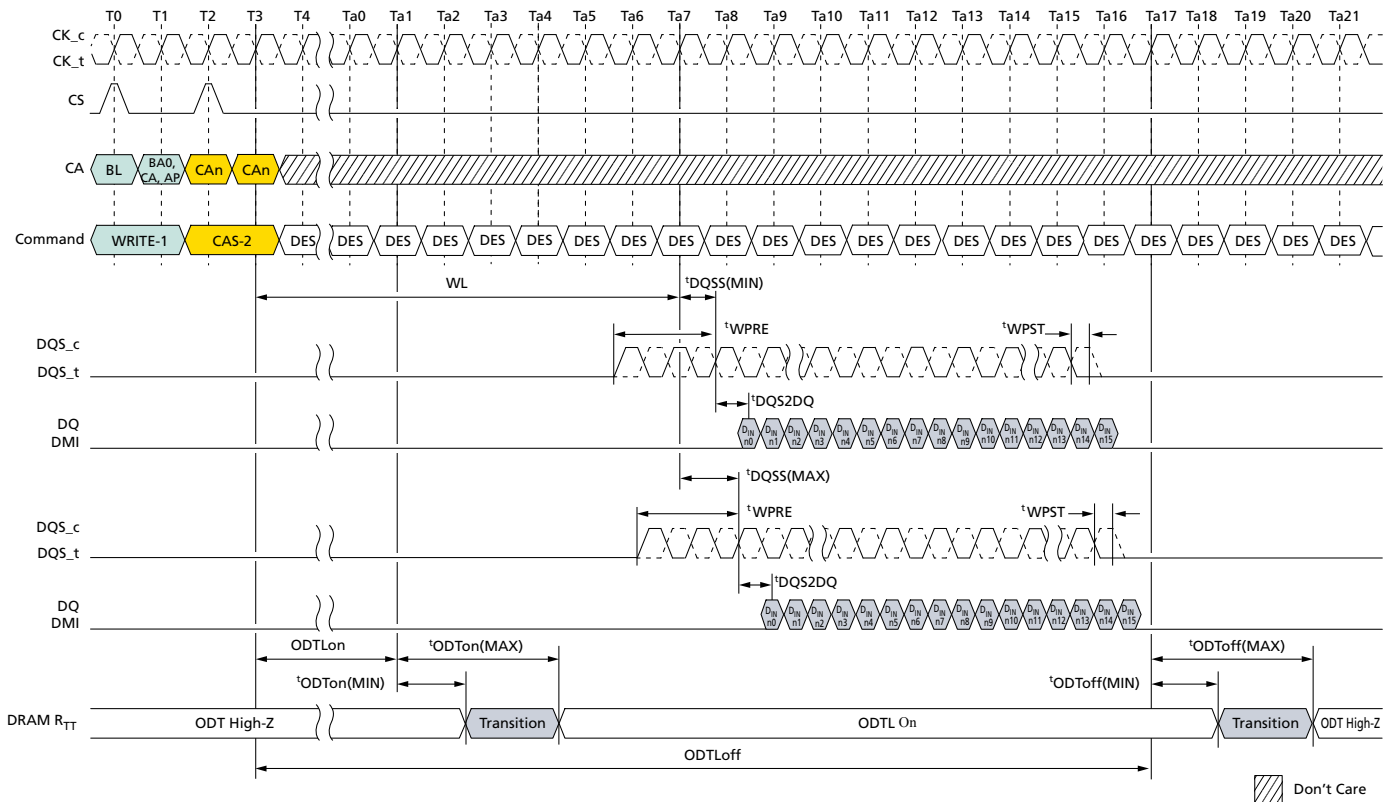 T0 T1 T2 T3 T4 Ta0 Ta1 Ta2 Ta3 Ta4 Ta5 Ta6 Ta7 Ta8 Ta9 Ta10 Ta11 Ta12 Ta13 Ta14 Ta15 Ta16 Ta17 Ta18 Ta19 Ta20 Ta21
CK_c
CK_t
CS
CA BL BA0, CA, AP CAn CAn
Command WRITE-1 CAS-2 DES DES DES DES DES DES DES DES DES DES DES DES DES DES DES DES DES DES DES DES DES DES DES
WL tDQSS(MIN)
tWPRE tWPST
DQS_c
DQS_t
tDQS2DQ
DQ
DMI
DIN n0 DIN n1 DIN n2 DIN n3 DIN n4 DIN n5 DIN n6 DIN n7 DIN n8 DIN n9 DIN n10 DIN n11 DIN n12 DIN n13 DIN n14 DIN n15
tDQSS(MAX)
tWPRE tWPST
DQS_c
DQS_t
tDQS2DQ
DQ
DMI
DIN n0 DIN n1 DIN n2 DIN n3 DIN n4 DIN n5 DIN n6 DIN n7 DIN n8 DIN n9 DIN n10 DIN n11 DIN n12 DIN n13 DIN n14 DIN n15
ODTLon tODTon(MAX) tODToff(MAX)
tODTon(MIN) tODToff(MIN)
DRAM RTT ODT High-Z Transition ODTL On Transition ODT High-Z
ODTLoff
Don't Care